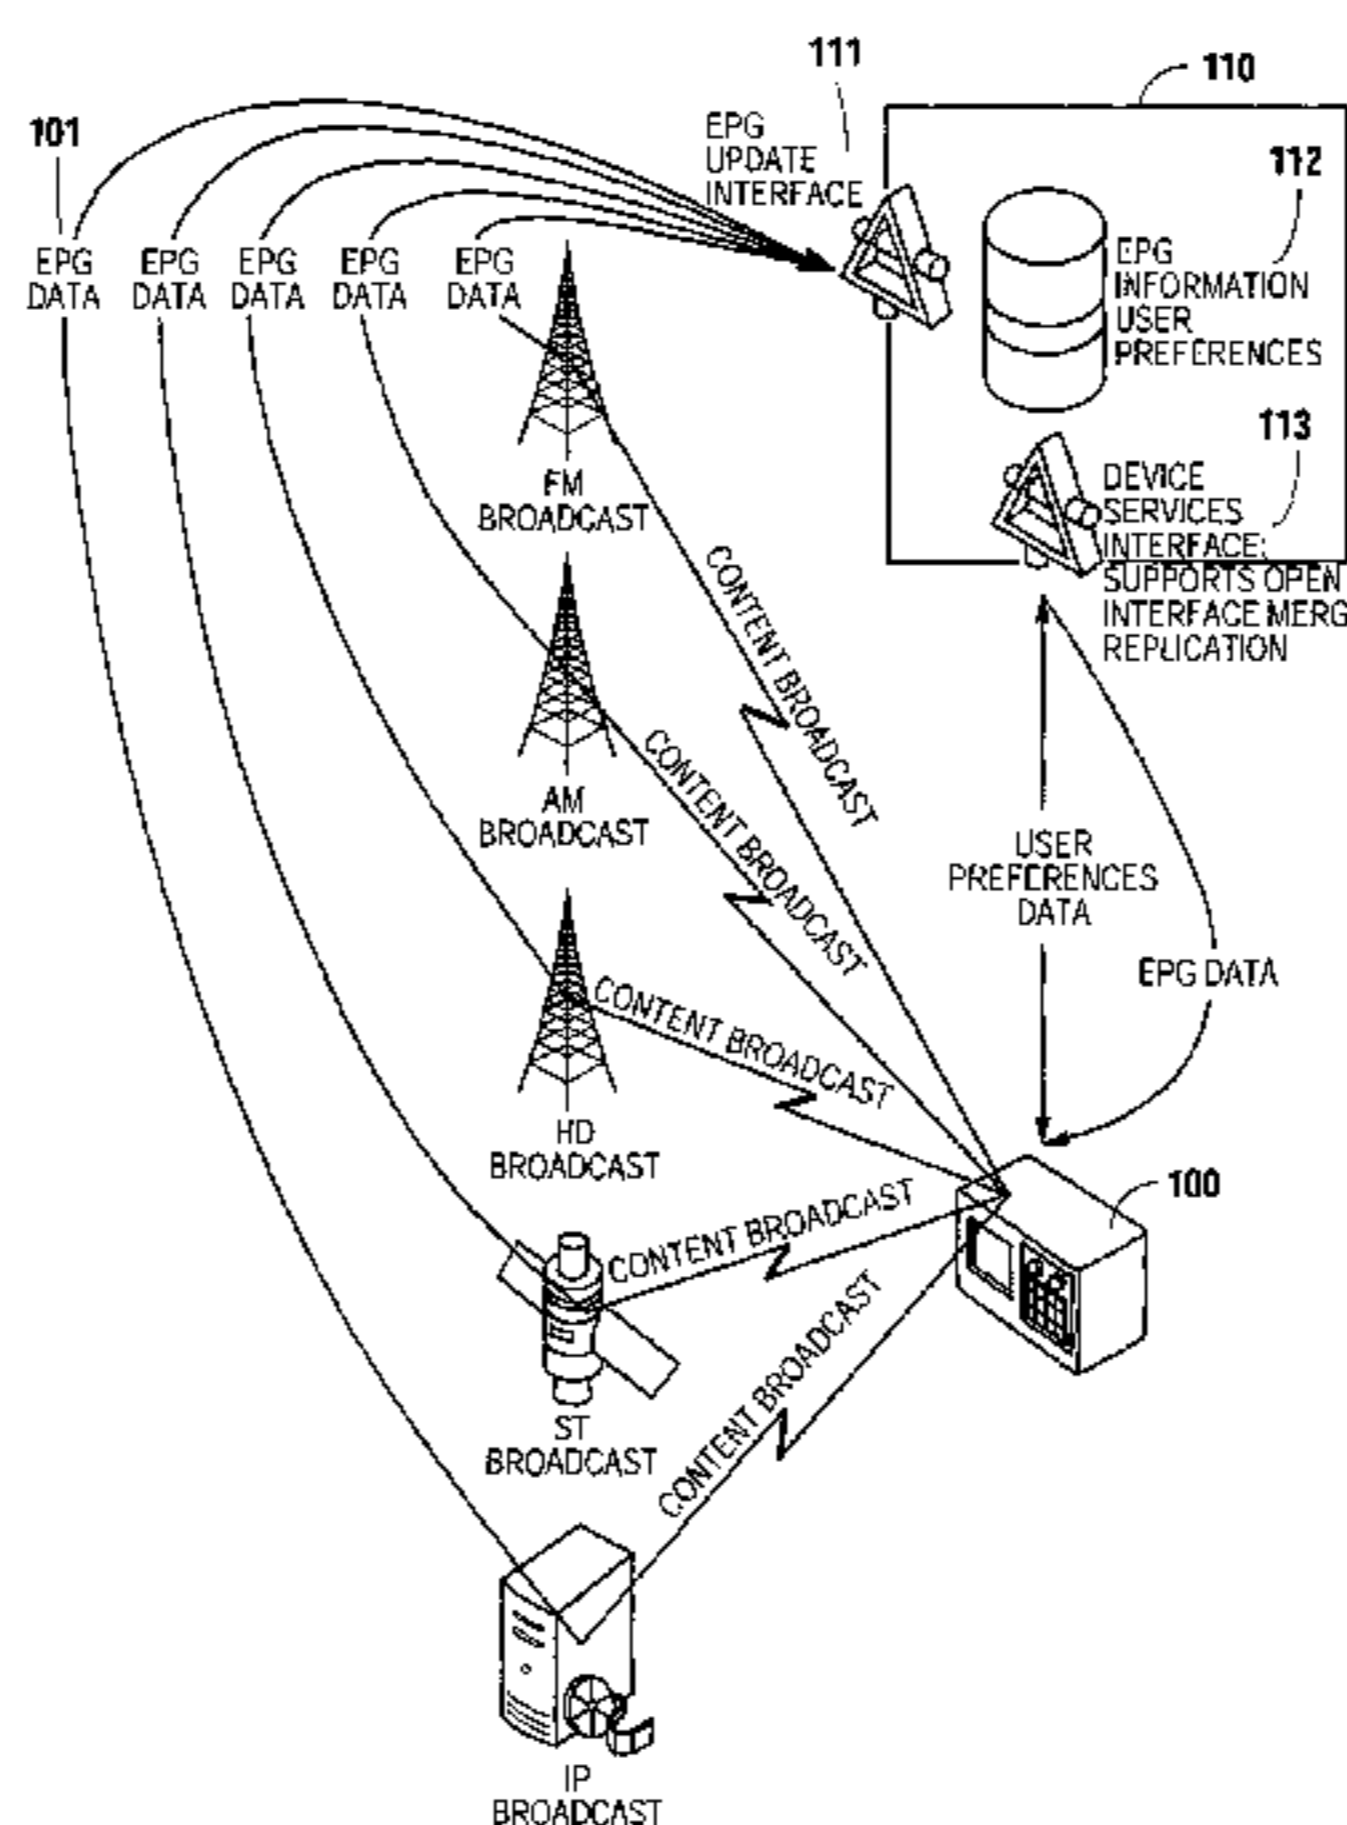 111
110
101
EPG
UPDATE
INTERFACE
112
EPG
DATA
EPG
DATA
EPG
DATA
EPG
DATA
EPG
DATA
EPG
INFORMATION
USER
PREFERENCES
113
FM
BROADCAST
DEVICE
SERVICES
INTERFACE:
SUPPORTS OPEN
INTERFACE MERG
REPLICATION
CONTENT BROADCAST
AM
BROADCAST
CONTENT BROADCAST
USER
PREFERENCES
DATA
EPG DATA
CONTENT BROADCAST
HD
BROADCAST
100
CONTENT BROADCAST
ST
BROADCAST
CONTENT BROADCAST
IP
BROADCAST